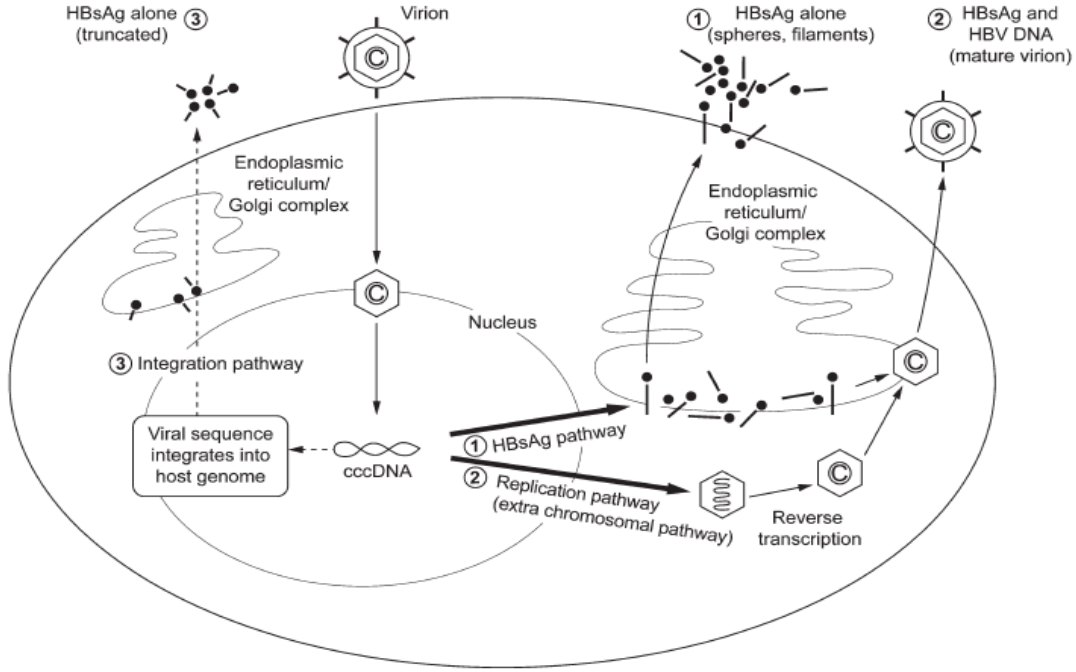 HBsAg alone ③
(truncated)
Virion
① HBsAg alone
(spheres, filaments)
② HBsAg and
HBV DNA
(mature virion)
C
C
Endoplasmic
reticulum/
Golgi complex
Endoplasmic
reticulum/
Golgi complex
C
Nucleus
③ Integration pathway
C
Viral sequence
integrates into
host genome
cccDNA
① HBsAg pathway
② Replication pathway
(extra chromosomal pathway)
C
Reverse
transcription